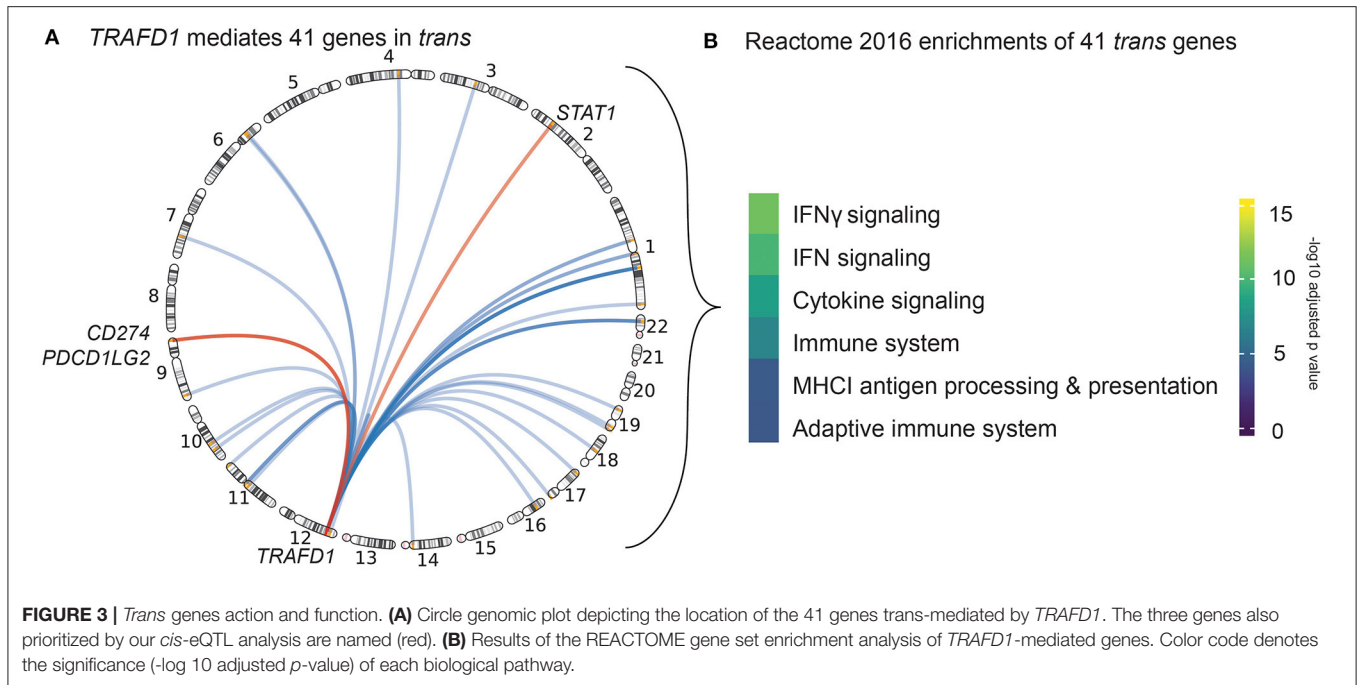 A TRAFD1 mediates 41 genes in trans
B Reactome 2016 enrichments of 41 trans genes
4
3
5
STAT1
2
6
7
1
8
22
CD274
PDCD1LG2
21
9
20
19
10
18
11
17
16
12
15
TRAFD1
13
14
IFNγ signaling
IFN signaling
Cytokine signaling
Immune system
MHCI antigen processing & presentation
Adaptive immune system
15
10
5
0
-log10 adjusted p value
FIGURE 3 | Trans genes action and function. (A) Circle genomic plot depicting the location of the 41 genes trans-mediated by TRAFD1. The three genes also
prioritized by our cis-eQTL analysis are named (red). (B) Results of the REACTOME gene set enrichment analysis of TRAFD1-mediated genes. Color code denotes
the significance (-log 10 adjusted p-value) of each biological pathway.